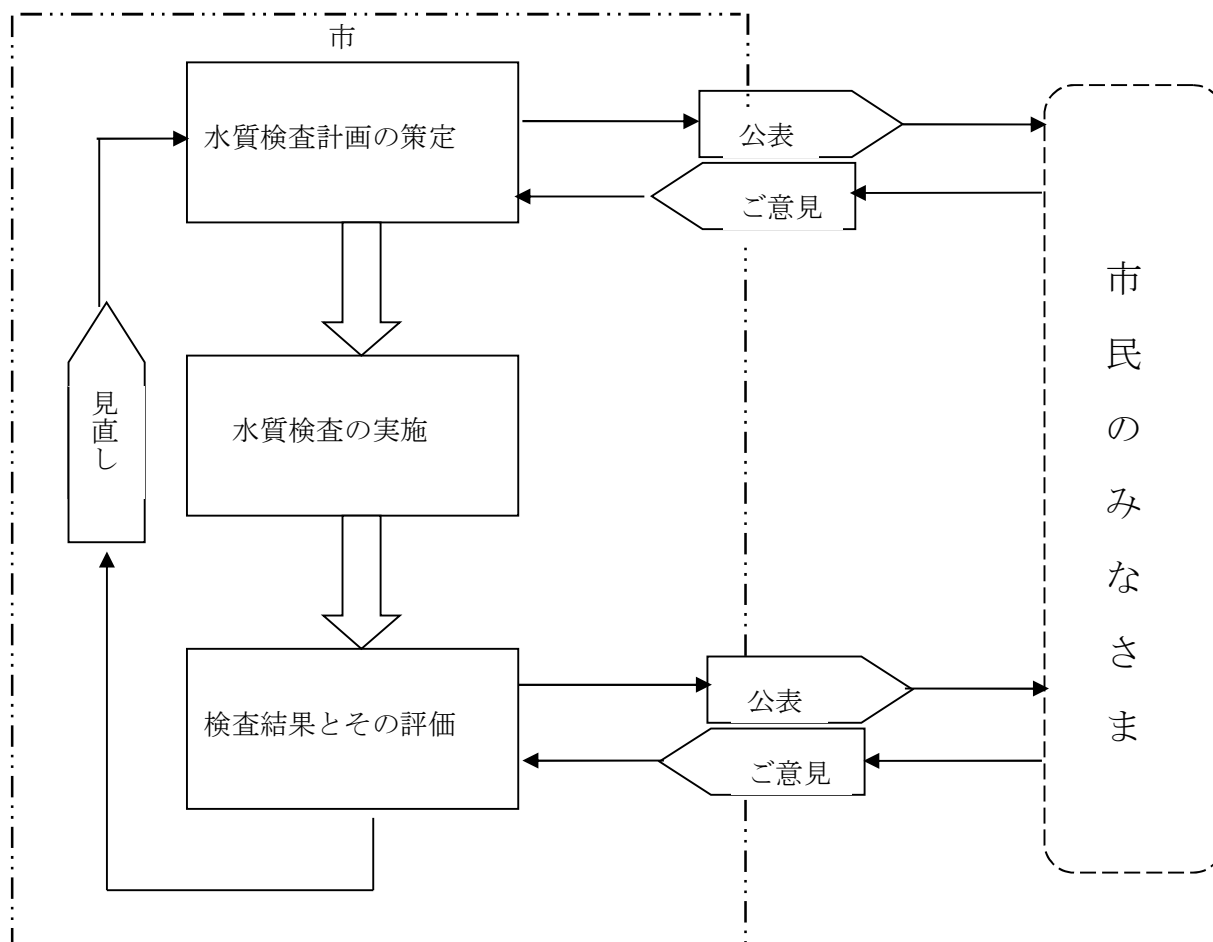 市
水質検査計画の策定
公表
ご意見
市民のみなさま
見直し
水質検査の実施
検査結果とその評価
公表
ご意見